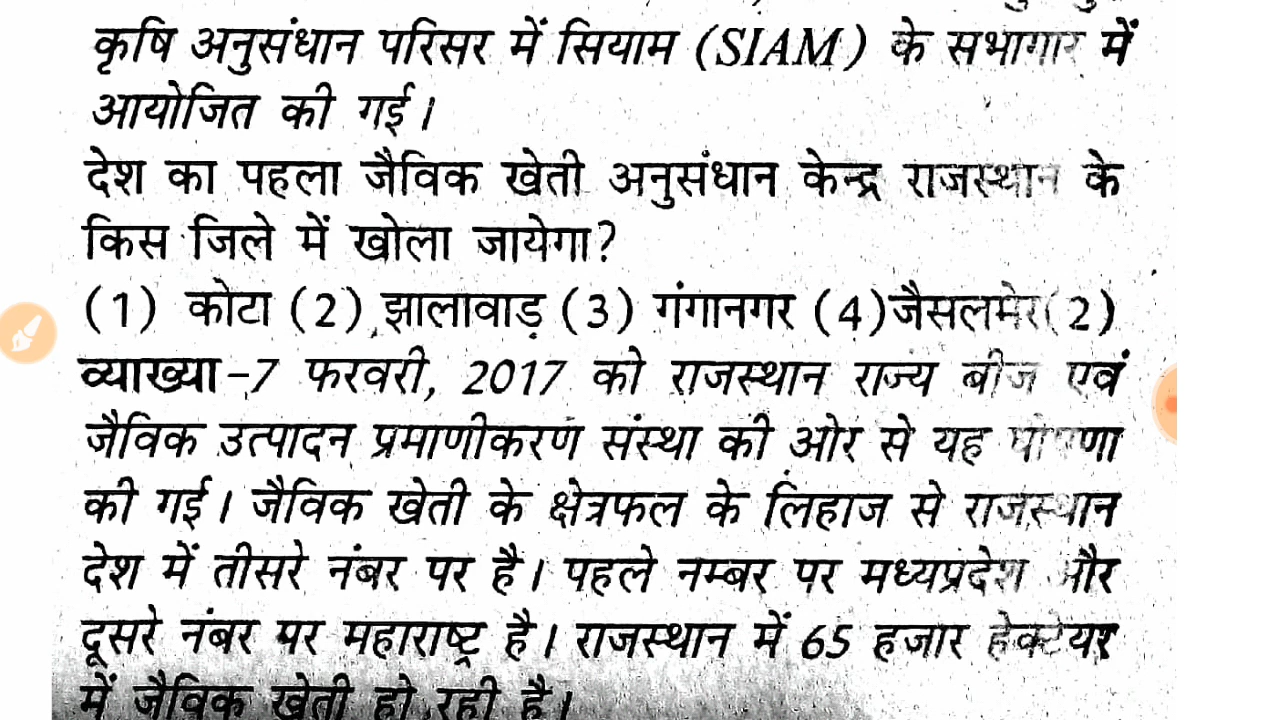 कृषि अनुसंधान परिसर में सियाम (SIAM) के सभागार में
आयोजित की गई।
देश का पहला जैविक खेती अनुसंधान केन्द्र राजस्थान के
किस जिले में खोला जायेगा?
(1) कोटा (2) झालावाड़ (3) गंगानगर (4)जैसलमेर(2)
व्याख्या-7 फरवरी, 2017 को राजस्थान राज्य बीज एवं
जैविक उत्पादन प्रमाणीकरण संस्था की ओर से यह घोषणा
की गई। जैविक खेती के क्षेत्रफल के लिहाज से राजस्थान
देश में तीसरे नंबर पर है। पहले नम्बर पर मध्यप्रदेश और
दूसरे नंबर पर महाराष्ट्र है। राजस्थान में 65 हजार हेक्टेयर
में जैविक खेती हो रही है।